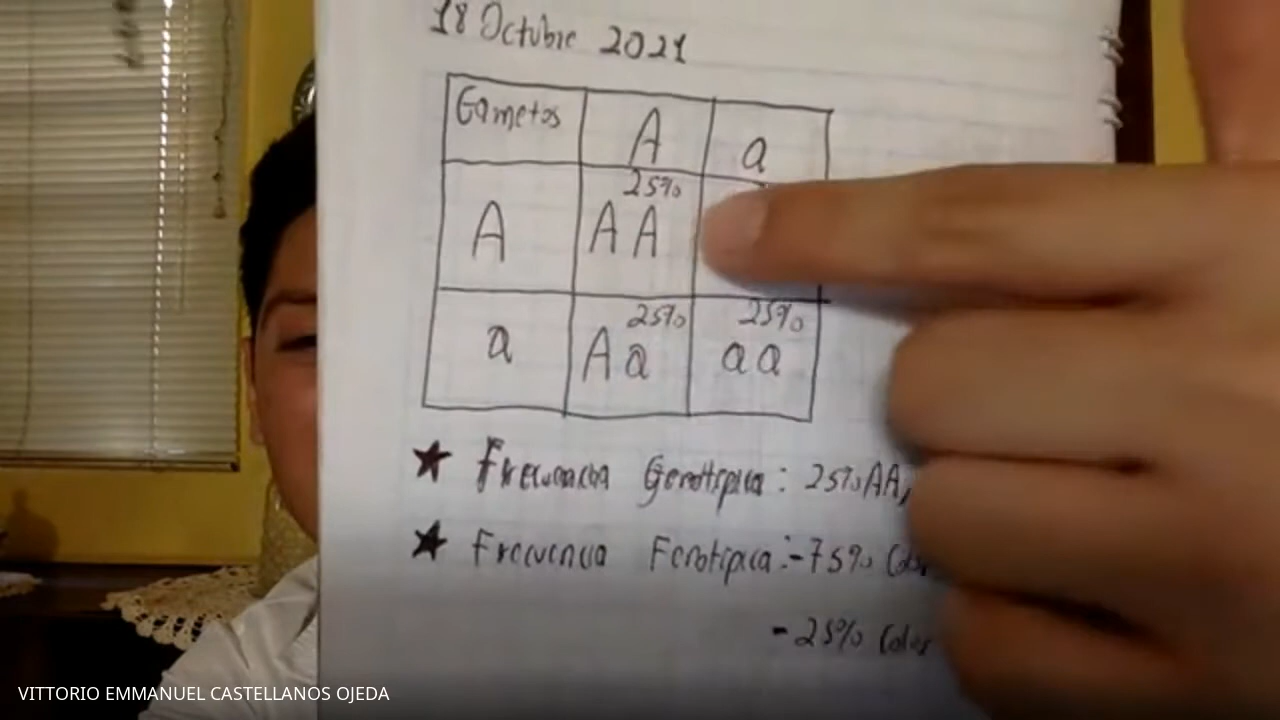 18 Octubre 2021
Gametos A a
25%
A AA
25% 25%
a Aa aa
★ Frecuencia Genotípica: 25% AA,
★ Frecuencia Fenotípica: -75% Color
- 25% Color
VITTORIO EMMANUEL CASTELLANOS OJEDA